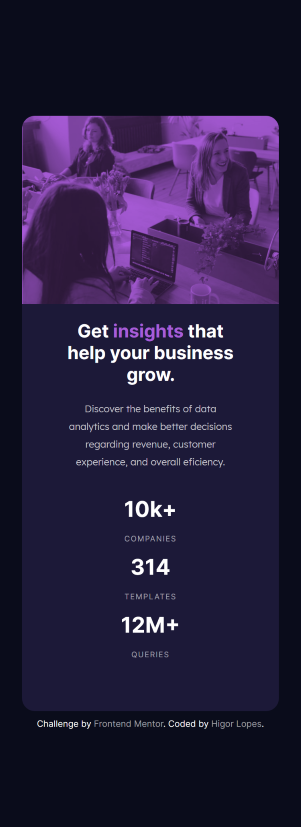 Get insights that
help your business
grow.
Discover the benefits of data
analytics and make better decisions
regarding revenue, customer
experience, and overall eficiency.
10k+
COMPANIES
314
TEMPLATES
12M+
QUERIES
Challenge by Frontend Mentor. Coded by Higor Lopes.